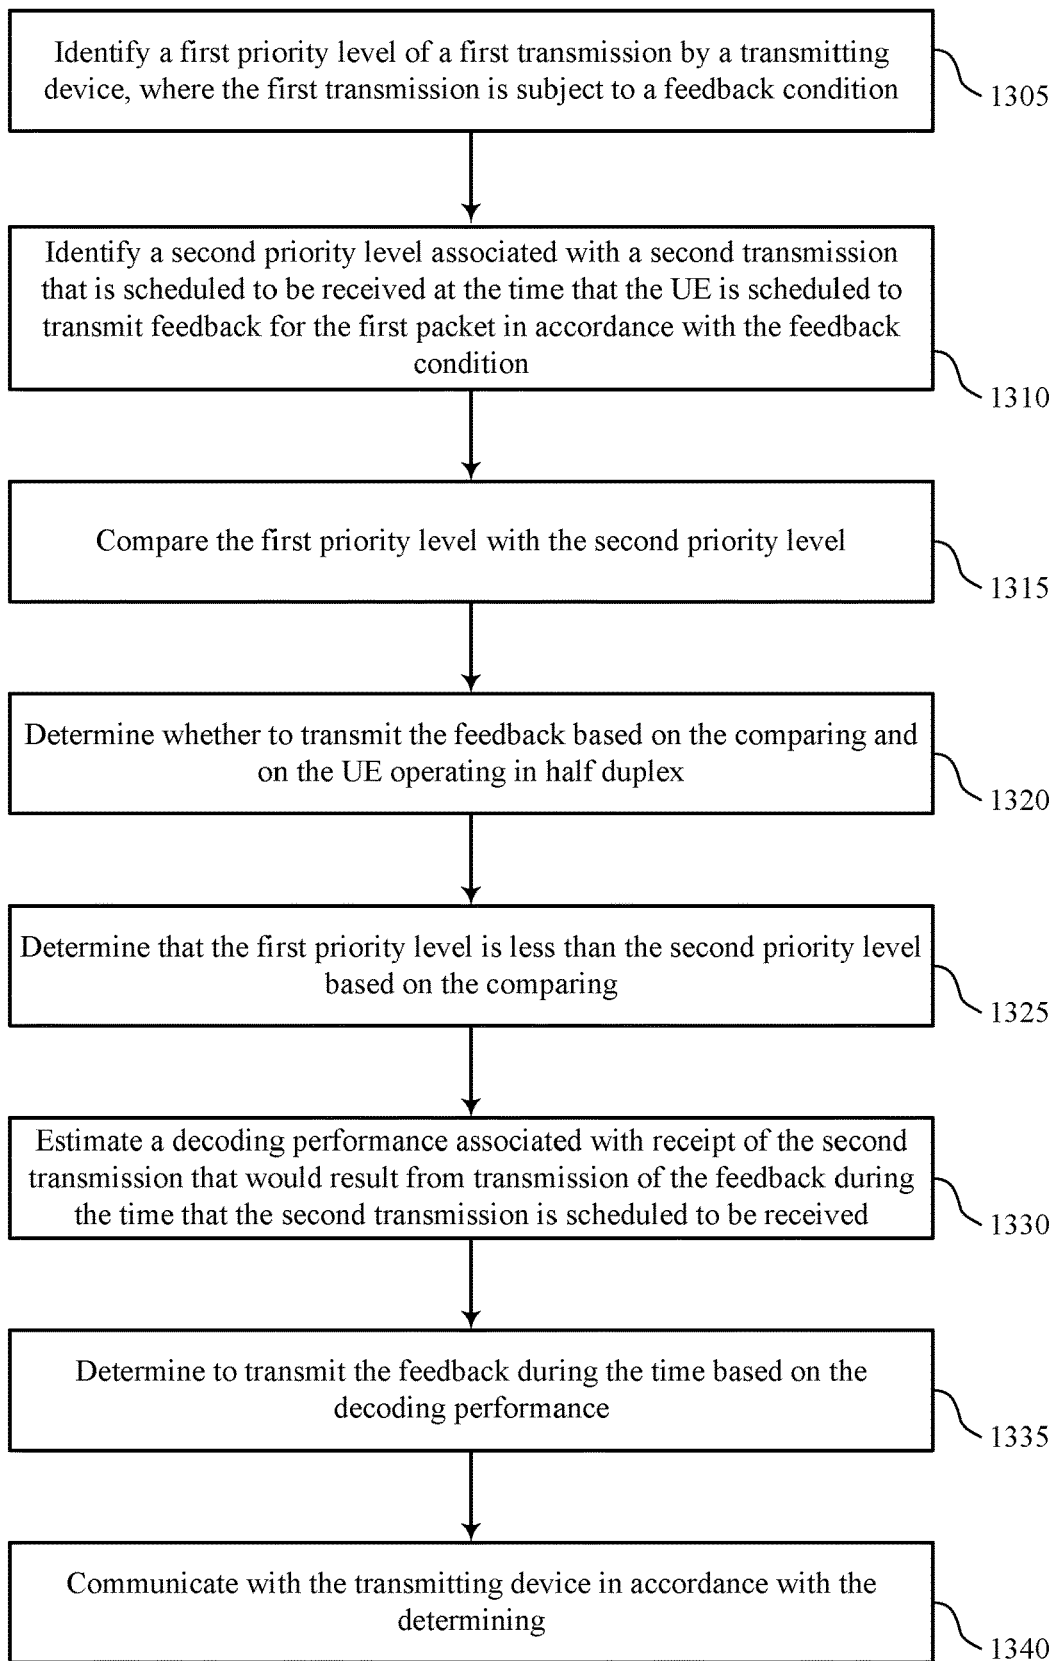 Identify a first priority level of a first transmission by a transmitting
device, where the first transmission is subject to a feedback condition
1305
Identify a second priority level associated with a second transmission
that is scheduled to be received at the time that the UE is scheduled to
transmit feedback for the first packet in accordance with the feedback
condition
1310
Compare the first priority level with the second priority level
1315
Determine whether to transmit the feedback based on the comparing and
on the UE operating in half duplex
1320
Determine that the first priority level is less than the second priority level
based on the comparing
1325
Estimate a decoding performance associated with receipt of the second
transmission that would result from transmission of the feedback during
the time that the second transmission is scheduled to be received
1330
Determine to transmit the feedback during the time based on the
decoding performance
1335
Communicate with the transmitting device in accordance with the
determining
1340